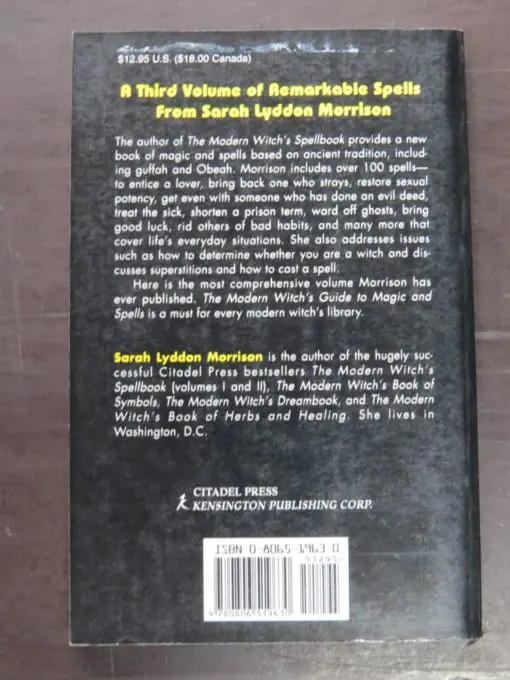 $12.95 U.S. ($18.00 Canada)
A Third Volume of Remarkable Spells
From Sarah Lyddon Morrison
The author of The Modern Witch's Spellbook provides a new
book of magic and spells based on ancient tradition, includ-
ing guffah and Obeah. Morrison includes over 100 spells—
to entice a lover, bring back one who strays, restore sexual
potency, get even with someone who has done an evil deed,
treat the sick, shorten a prison term, ward off ghosts, bring
good luck, rid others of bad habits, and many more that
cover life's everyday situations. She also addresses issues
such as how to determine whether you are a witch and dis-
cusses superstitions and how to cast a spell.
Here is the most comprehensive volume Morrison has
ever published. The Modern Witch's Guide to Magic and
Spells is a must for every modern witch's library.
Sarah Lyddon Morrison is the author of the hugely suc-
cessful Citadel Press bestsellers The Modern Witch's
Spellbook (volumes I and II), The Modern Witch's Book of
Symbols, The Modern Witch's Dreambook, and The Modern
Witch's Book of Herbs and Healing. She lives in
Washington, D.C.
CITADEL PRESS
KENSINGTON PUBLISHING CORP.
ISBN 0-8065-1963-0
51295
9 780806 519630